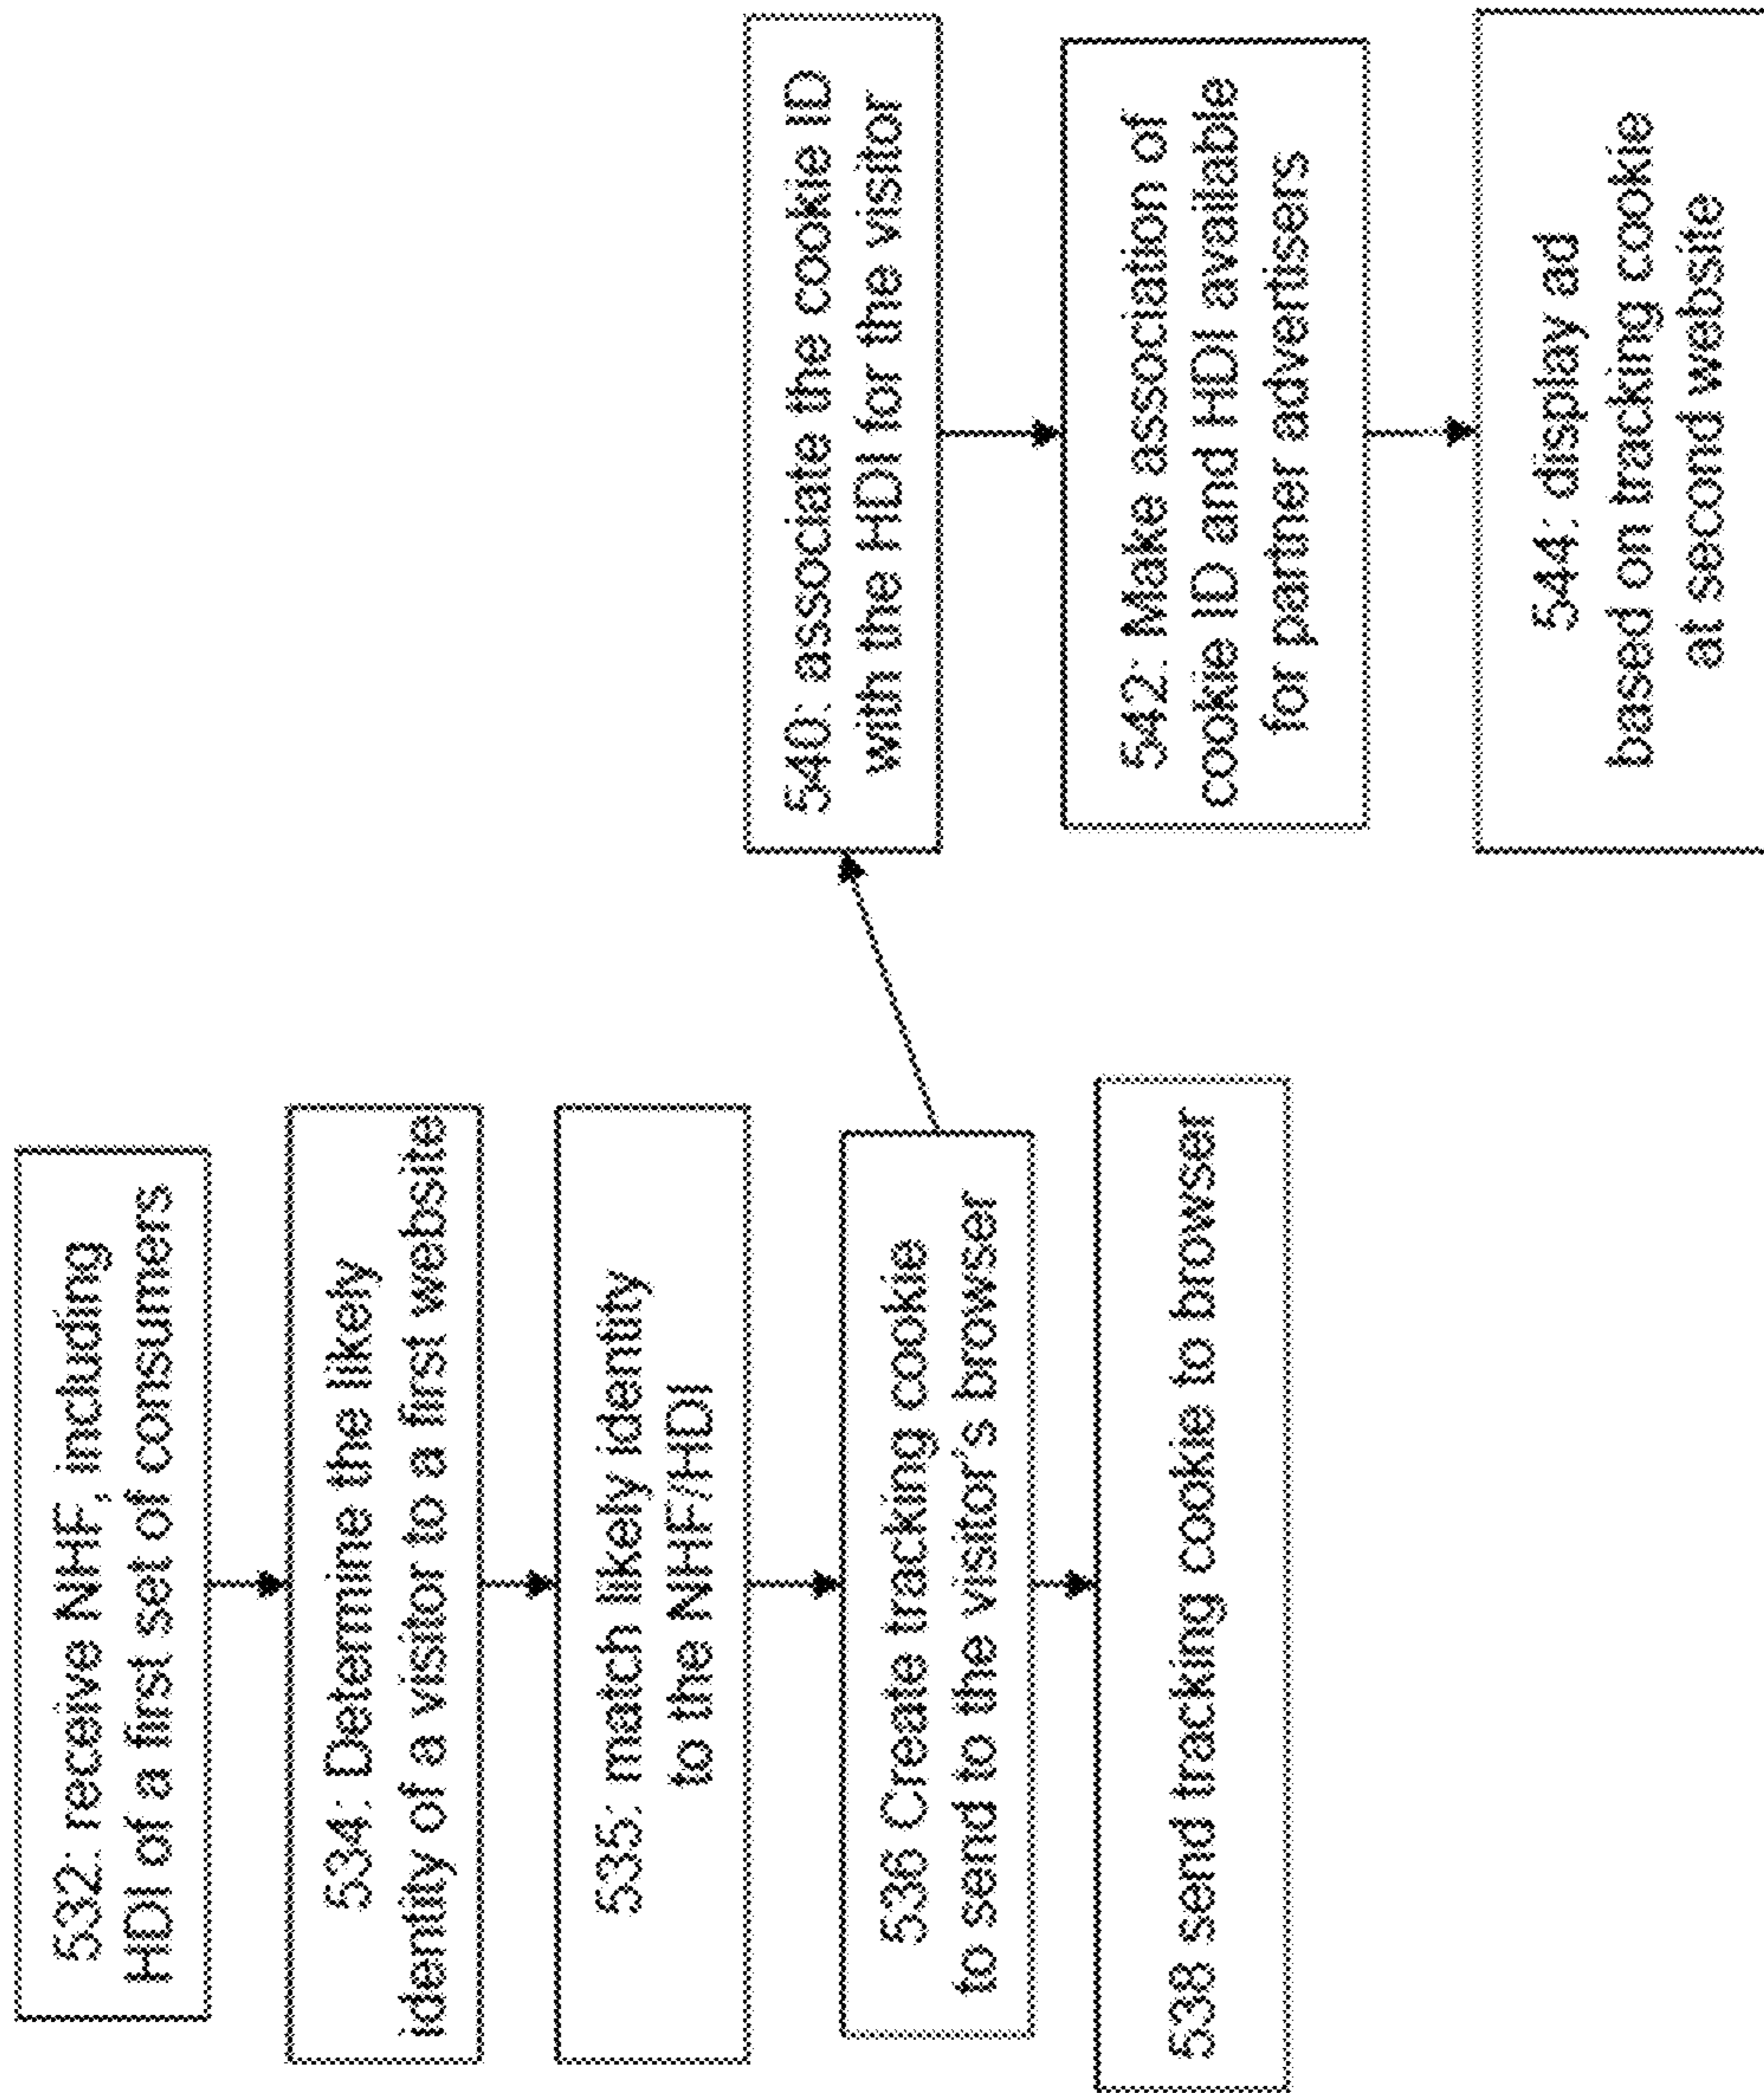 532: receive NHF, including
HDI of a first set of consumers
534: Determine the likely
identity of a visitor to a first website
535: match likely identity
to the NHF/HDI
536 Create tracking cookie
to send to the visitor's browser
538 send tracking cookie to browser
540: associate the cookie ID
with the HDI for the visitor
542: Make association of
cookie ID and HDI available
for partner advertisers
544: display ad
based on tracking cookie
at second website